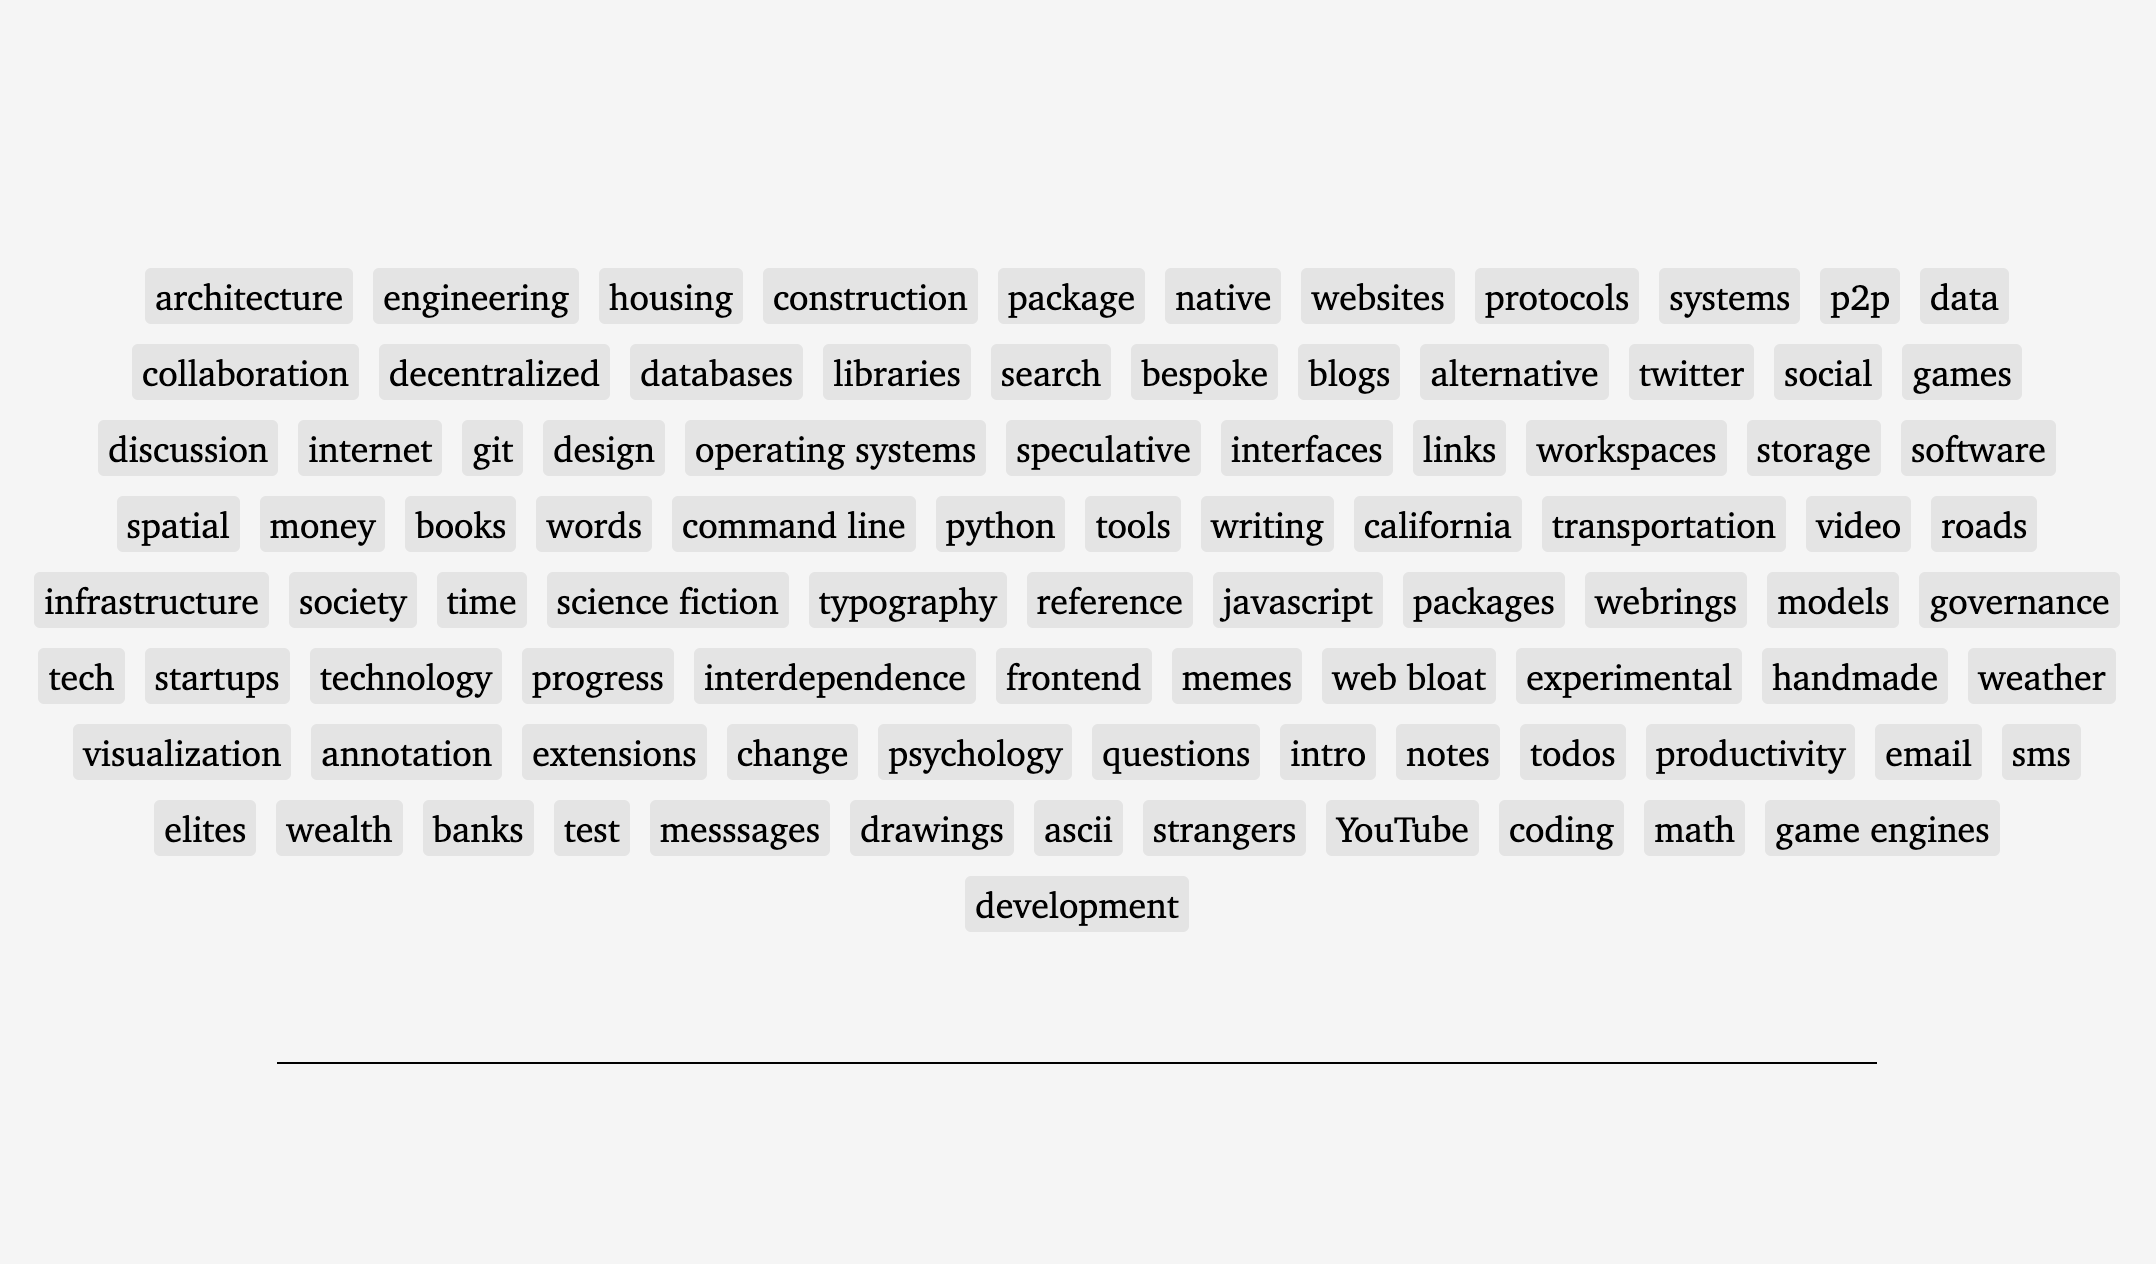 architecture engineering housing construction package native websites protocols systems p2p data
collaboration decentralized databases libraries search bespoke blogs alternative twitter social games
discussion internet git design operating systems speculative interfaces links workspaces storage software
spatial money books words command line python tools writing california transportation video roads
infrastructure society time science fiction typography reference javascript packages webrings models governance
tech startups technology progress interdependence frontend memes web bloat experimental handmade weather
visualization annotation extensions change psychology questions intro notes todos productivity email sms
elites wealth banks test messsages drawings ascii strangers YouTube coding math game engines
development